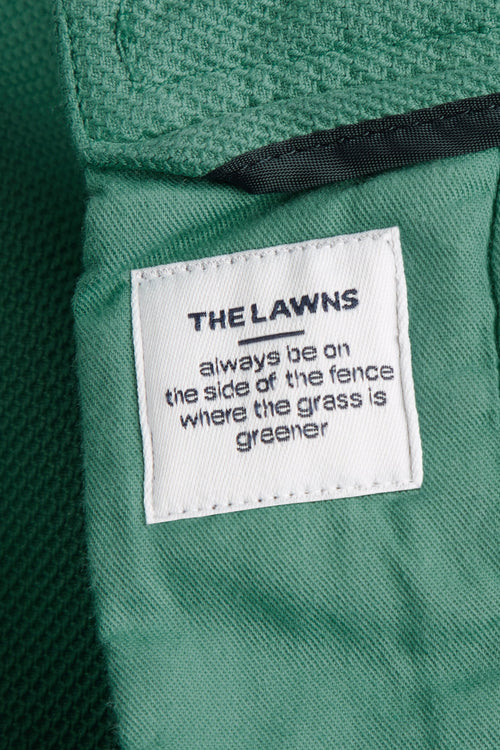 THE LAWNS
always be on
the side of the fence
where the grass is
greener